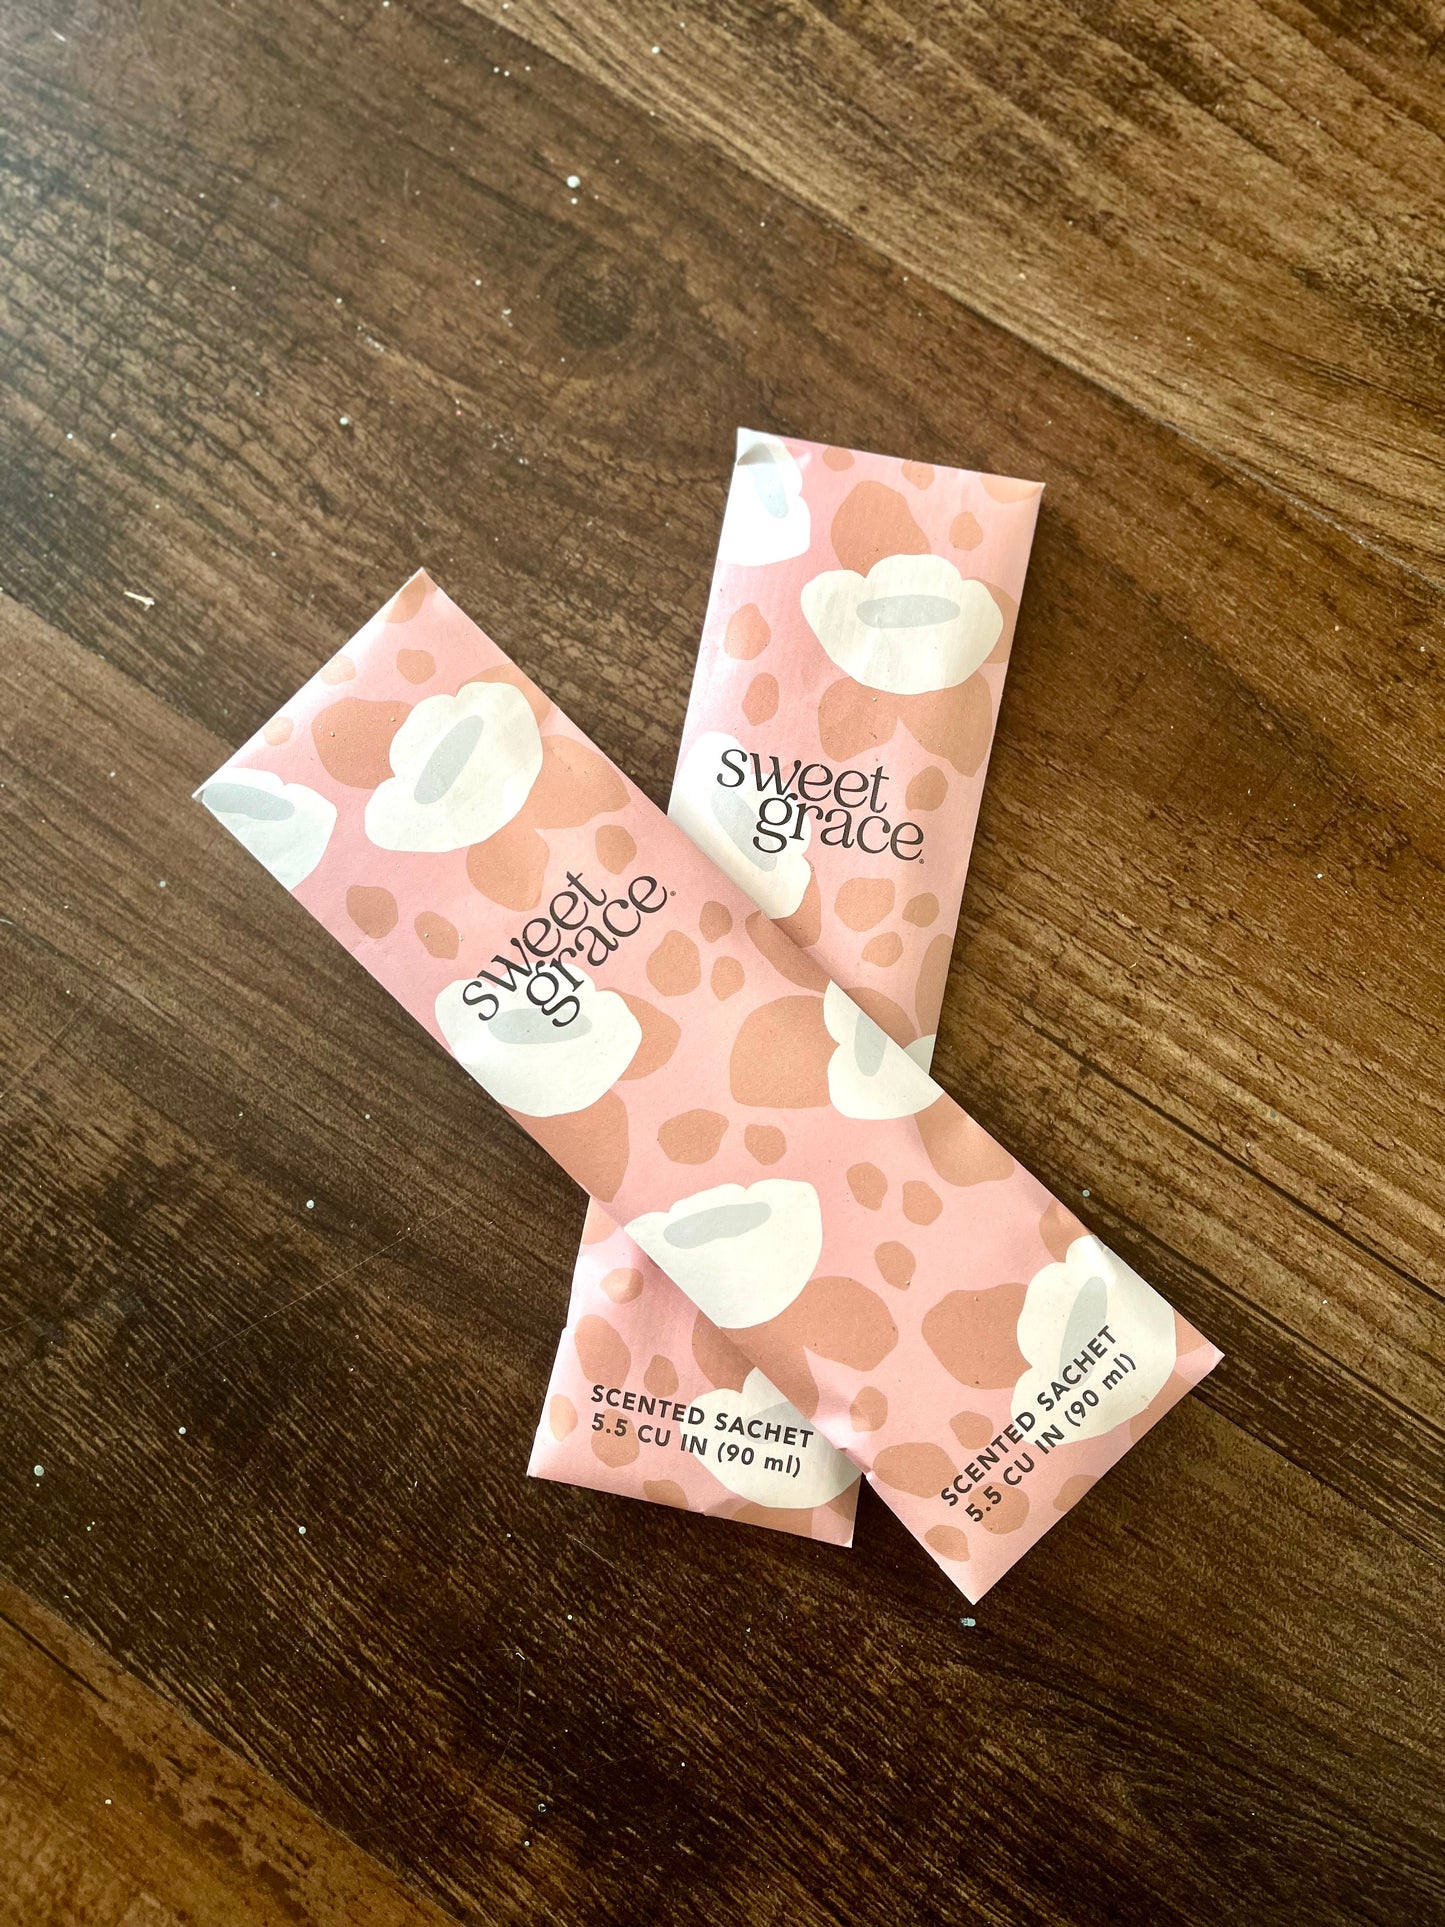 sweet
grace®
SCENTED SACHET
5.5 CU IN (90 ml)
sweet
grace®
SCENTED SACHET
5.5 CU IN (90 ml)